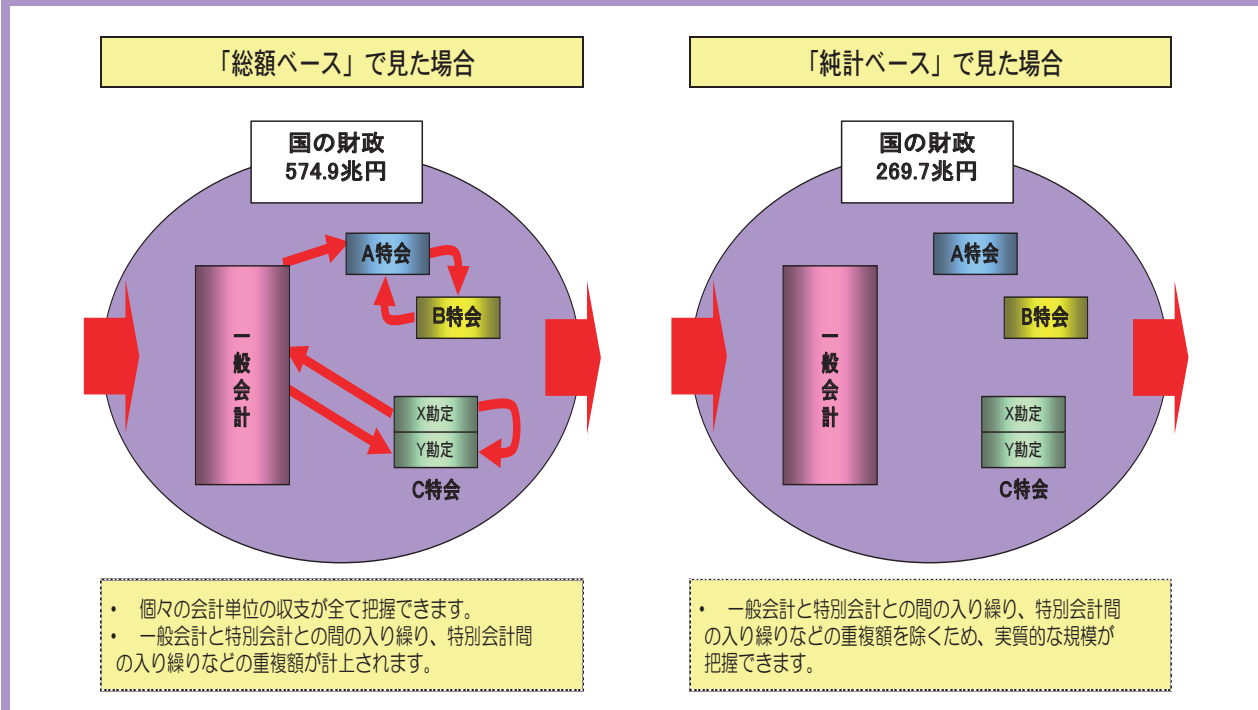 「総額ベース」で見た場合
国の財政
574.9兆円
A特会
B特会
一般会計
X勘定
Y勘定
C特会
・　個々の会計単位の収支が全て把握できます。
・　一般会計と特別会計との間の入り繰り、特別会計間
の入り繰りなどの重複額が計上されます。
「純計ベース」で見た場合
国の財政
269.7兆円
A特会
B特会
一般会計
X勘定
Y勘定
C特会
・　一般会計と特別会計との間の入り繰り、特別会計間
の入り繰りなどの重複額を除くため、実質的な規模が
把握できます。